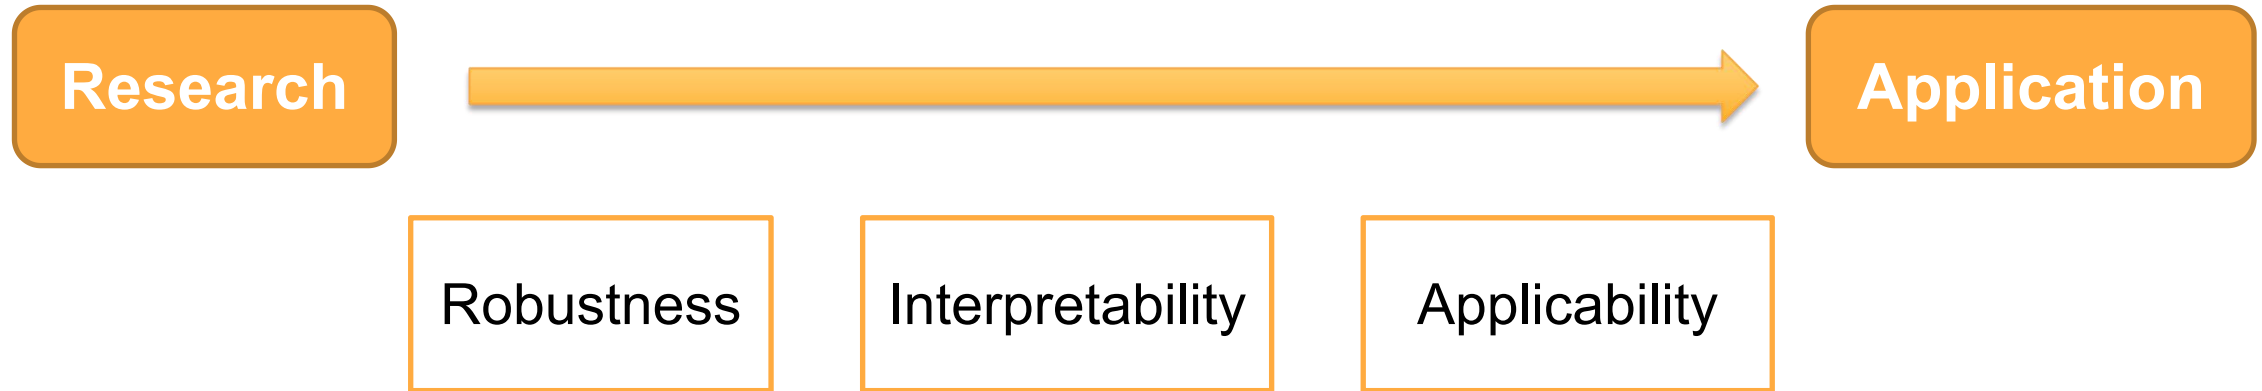 Research
Application
Robustness
Interpretability
Applicability